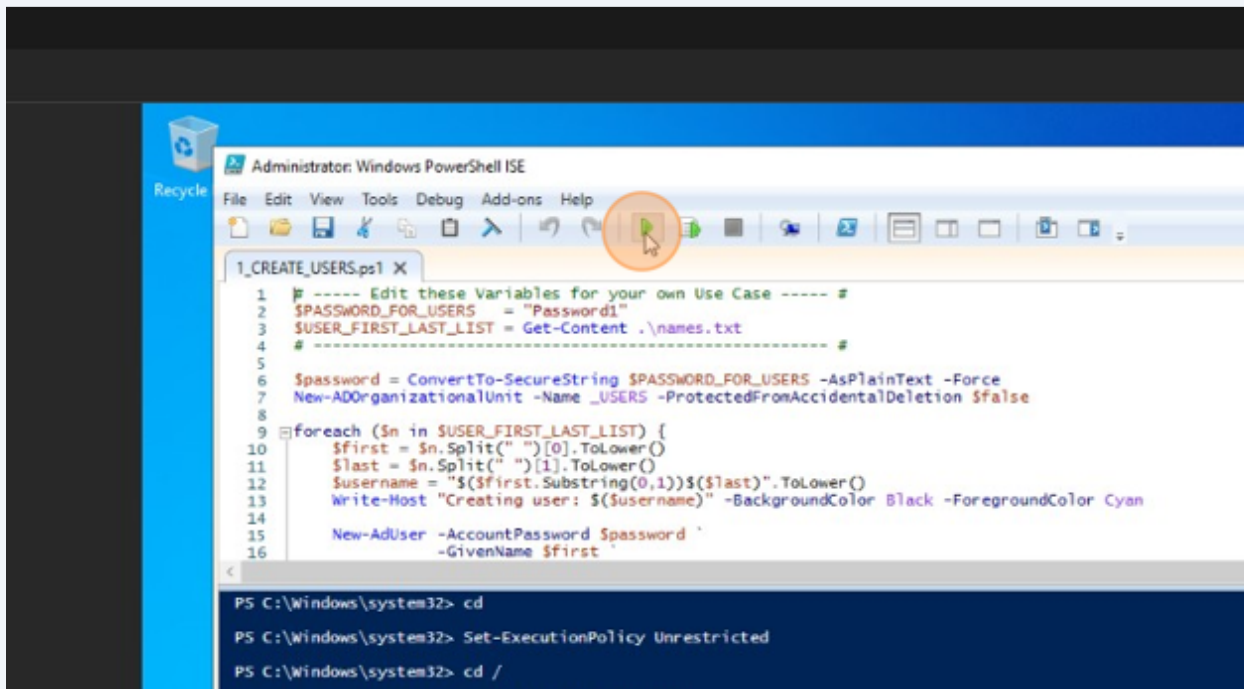 Recycle
Administrator: Windows PowerShell ISE
File Edit View Tools Debug Add-ons Help
1_CREATE_USERS.ps1 X
1 # ----- Edit these Variables for your own Use Case ----- #
2 $PASSWORD_FOR_USERS = "Password1"
3 $USER_FIRST_LAST_LIST = Get-Content .\names.txt
4 # ------------------------------------------------------ #
5
6 $password = ConvertTo-SecureString $PASSWORD_FOR_USERS -AsPlainText -Force
7 New-ADOrganizationalUnit -Name _USERS -ProtectedFromAccidentalDeletion $false
8
9 foreach ($n in $USER_FIRST_LAST_LIST) {
10 $first = $n.Split(" ")[0].ToLower()
11 $last = $n.Split(" ")[1].ToLower()
12 $username = "$($first.Substring(0,1))$($last)".ToLower()
13 Write-Host "Creating user: $($username)" -BackgroundColor Black -ForegroundColor Cyan
14
15 New-AdUser -AccountPassword $password `
16 -GivenName $first `
PS C:\Windows\system32> cd
PS C:\Windows\system32> Set-ExecutionPolicy Unrestricted
PS C:\Windows\system32> cd /